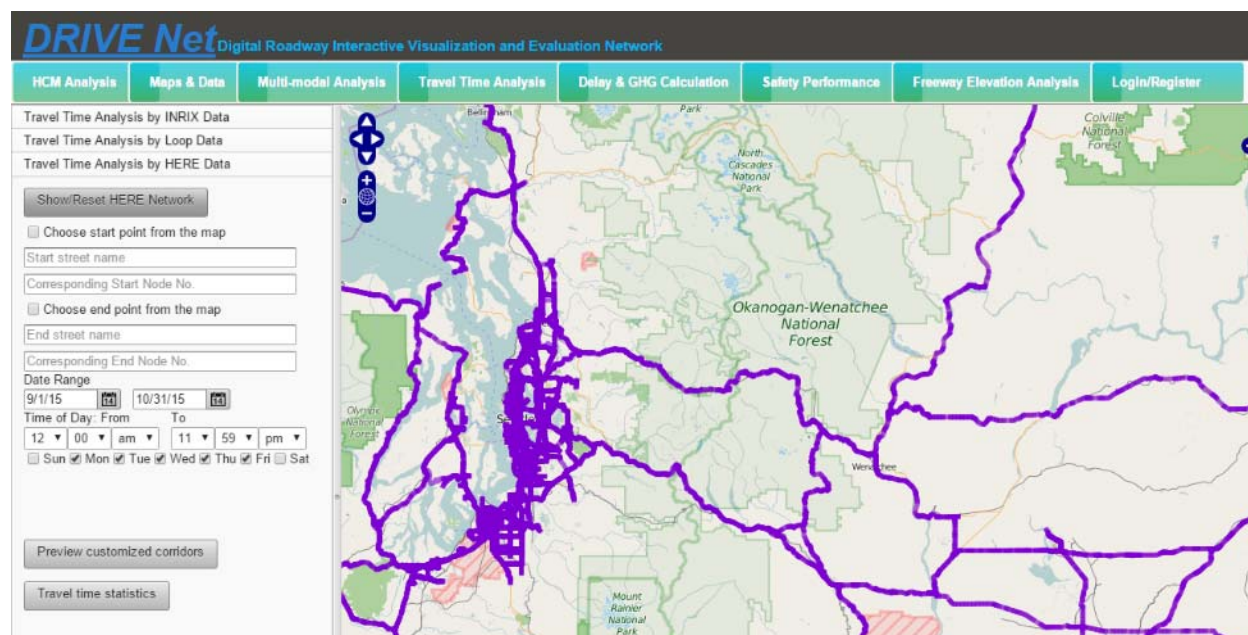 DRIVE Net Digital Roadway Interactive Visualization and Evaluation Network
HCM Analysis Maps & Data Multi-modal Analysis Travel Time Analysis Delay & GHG Calculation Safety Performance Freeway Elevation Analysis Login/Register
Travel Time Analysis by INRIX Data
Travel Time Analysis by Loop Data
Travel Time Analysis by HERE Data
Show/Reset HERE Network
Choose start point from the map
Start street name
Corresponding Start Node No.
Choose end point from the map
End street name
Corresponding End Node No.
Date Range
9/1/15 14 10/31/15 14
Time of Day: From To
12 00 am 11 59 pm
Sun Mon Tue Wed Thu Fri Sat
Preview customized corridors
Travel time statistics
Park
Colville
National
Forest
North
Cascades
National
Park
Okanogan-Wenatchee
National
Forest
Olympic
National
Forest
Mount
Rainier
National
Park